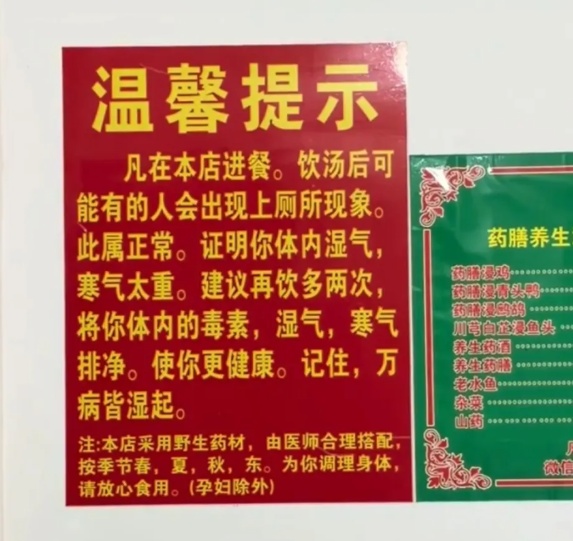 温馨提示
凡在本店进餐。饮汤后可
能有的人会出现上厕所现象。
此属正常。证明你体内湿气，
寒气太重。建议再饮多两次，
将你体内的毒素，湿气，寒气
排净。使你更健康。记住，万
病皆湿起。
注:本店采用野生药材，由医师合理搭配，
按季节春，夏，秋，东。为你调理身体，
请放心食用。(孕妇除外)
药膳养生
药膳浸鸡
药膳浸青头鸭
药膳浸鹧鸪
川芎白芷浸鱼头
养生药酒
养生药膳
老水鱼
杂菜
山药
微信